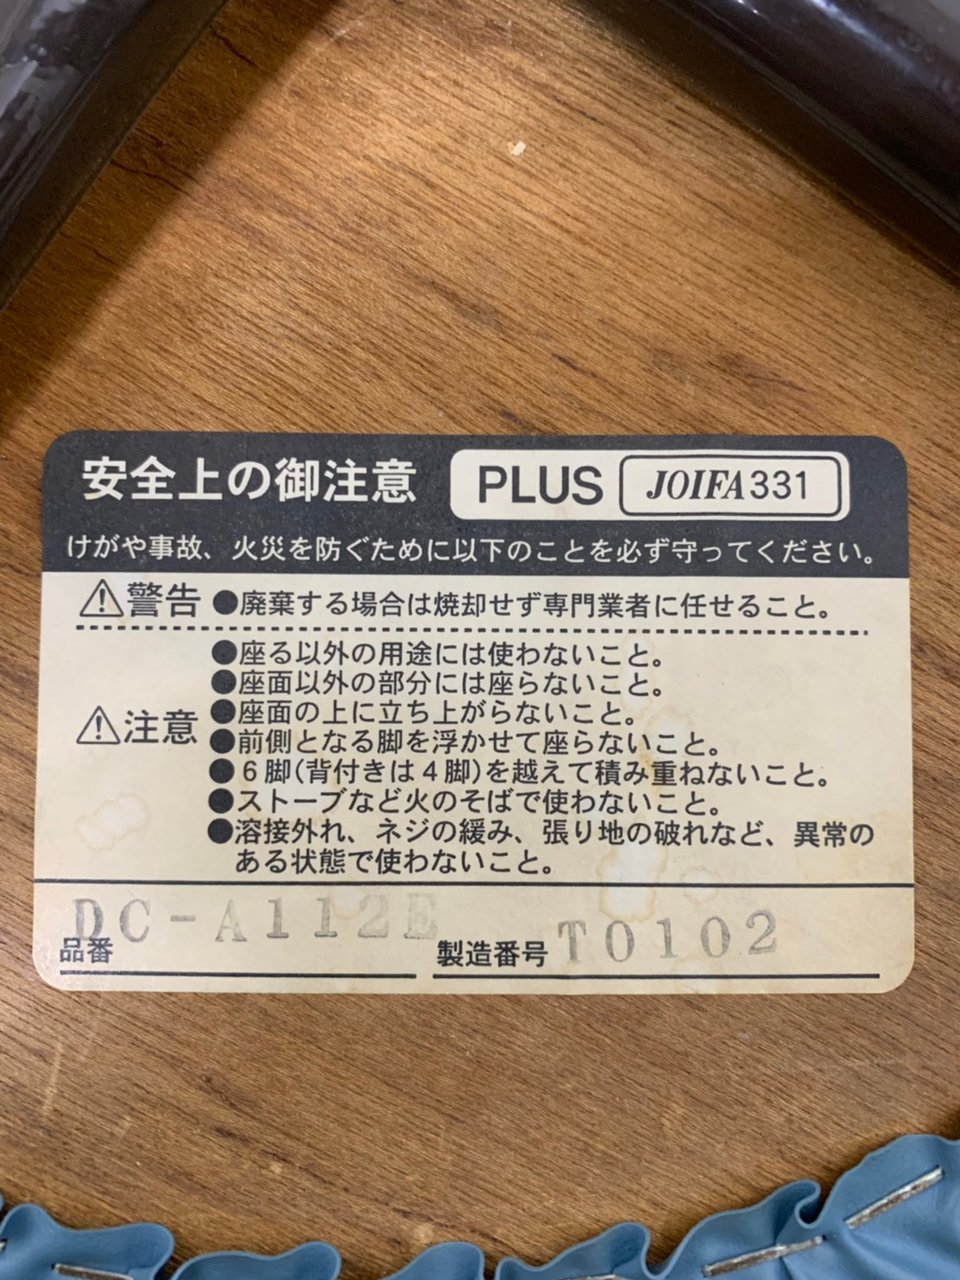 安全上の御注意 PLUS JOIFA331
けがや事故、火災を防ぐために以下のことを必ず守ってください。
⚠警告 ●廃棄する場合は焼却せず専門業者に任せること。
●座る以外の用途には使わないこと。
●座面以外の部分には座らないこと。
⚠注意 ●座面の上に立ち上がらないこと。
●前側となる脚を浮かせて座らないこと。
●6脚(背付きは4脚)を越えて積み重ねないこと。
●ストーブなど火のそばで使わないこと。
●溶接外れ、ネジの緩み、張り地の破れなど、異常の
ある状態で使わないこと。
品番 DC-A112E 製造番号 T0102